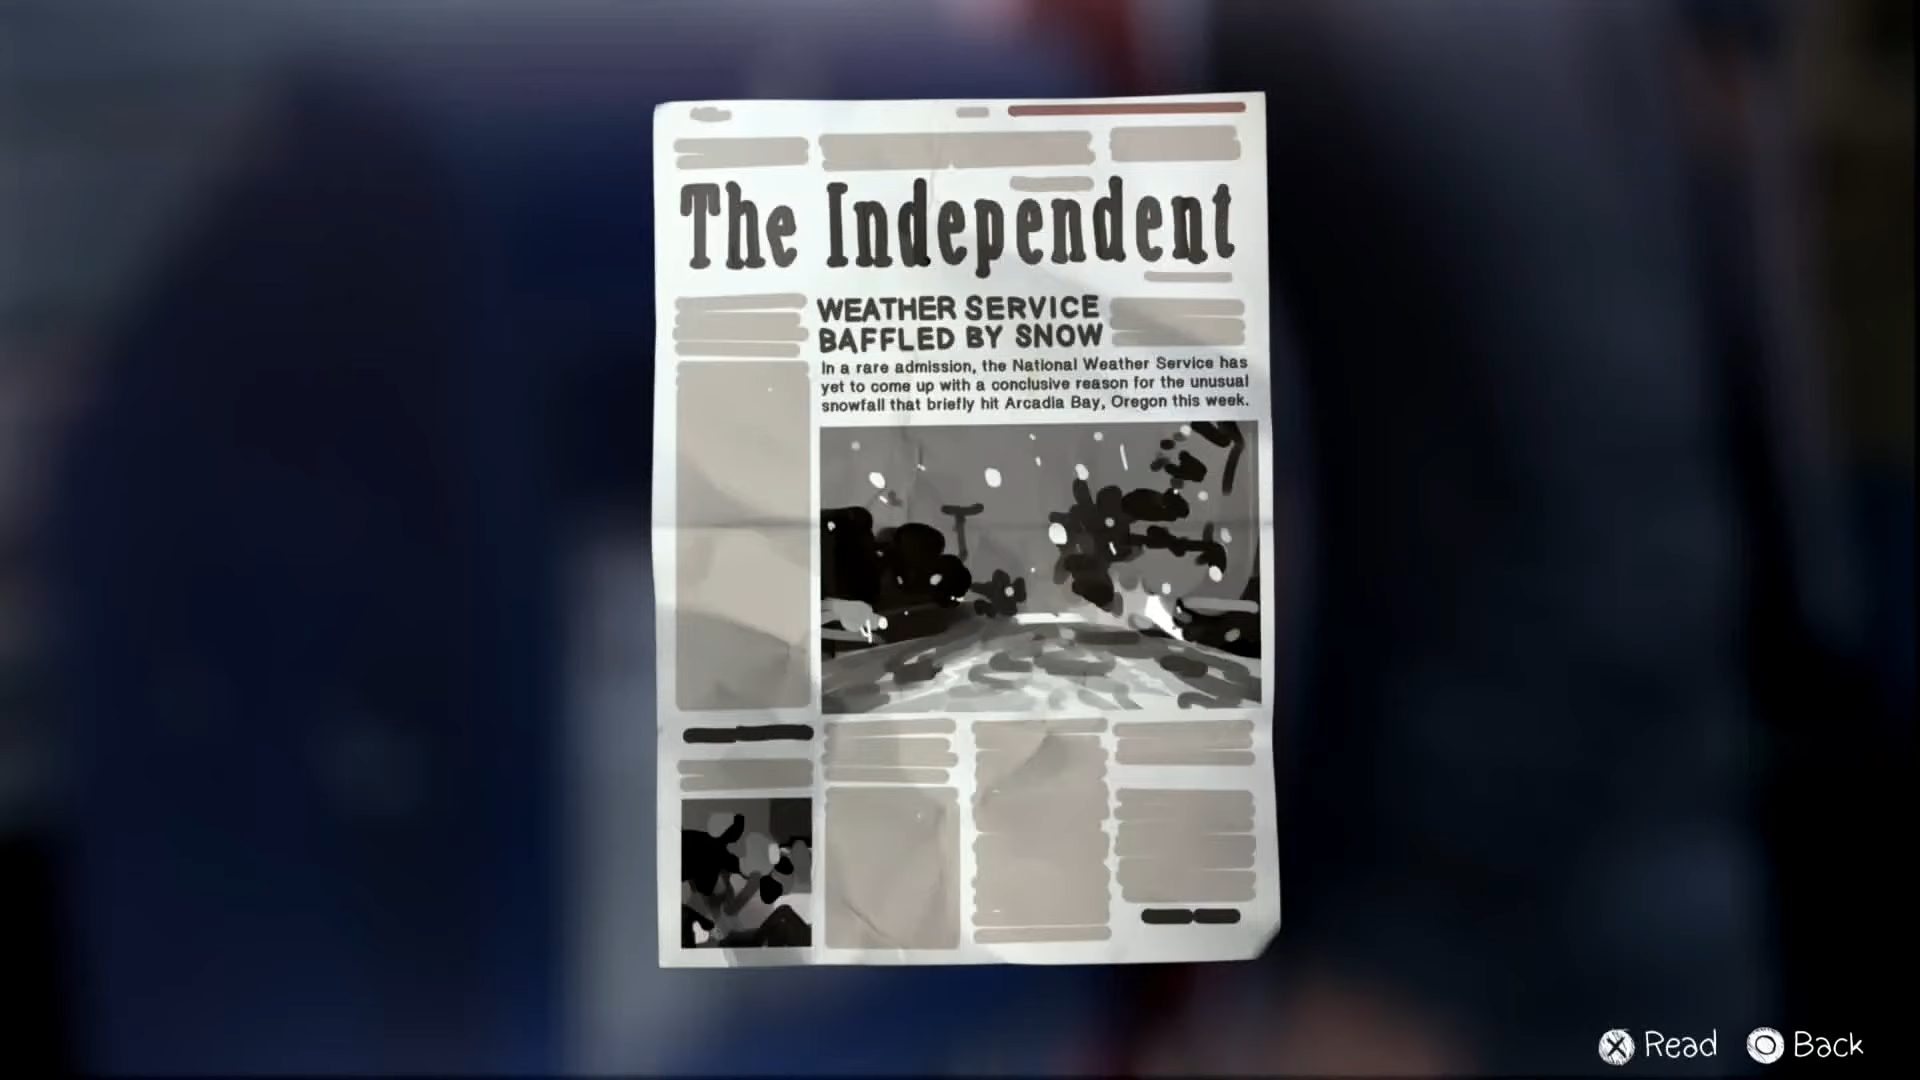 The Independent
WEATHER SERVICE
BAFFLED BY SNOW
In a rare admission, the National Weather Service has
yet to come up with a conclusive reason for the unusual
snowfall that briefly hit Arcadia Bay, Oregon this week.
Read
Back